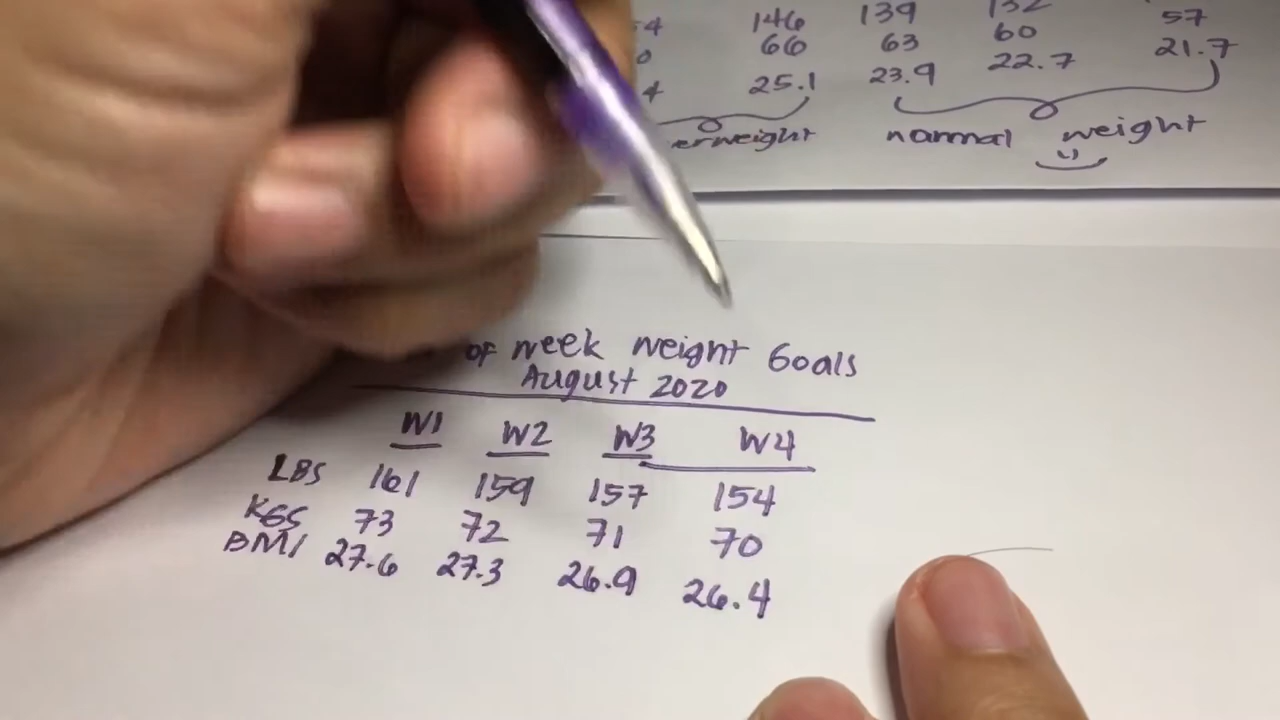 146 139 132 57
66 63 60 21.7
25.1 23.9 22.7
normal weight
of week weight Goals
August 2020
W1 W2 W3 W4
LBS 161 159 157 154
KGS 73 72 71 70
BMI 27.6 27.3 26.9 26.4